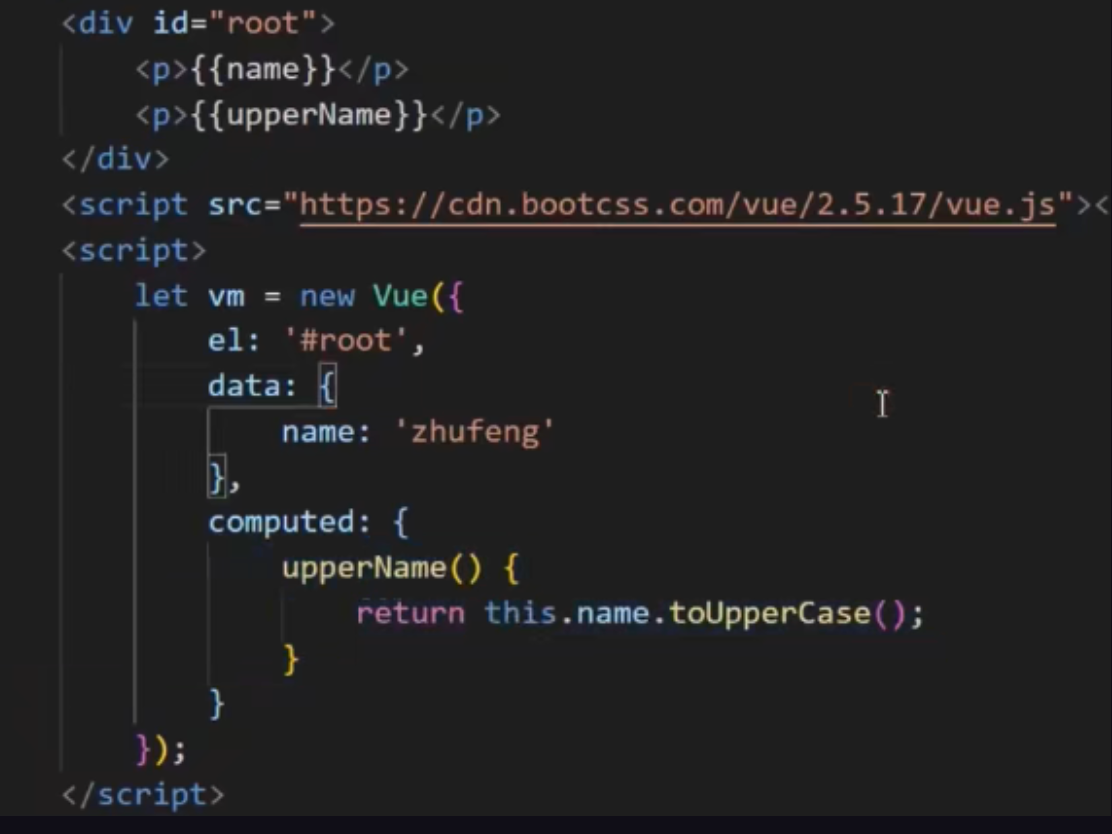 <div id="root">
<p>{{name}}</p>
<p>{{upperName}}</p>
</div>
<script src="https://cdn.bootcss.com/vue/2.5.17/vue.js"><
<script>
let vm = new Vue({
el: '#root',
data: {
name: 'zhufeng'
},
computed: {
upperName() {
return this.name.toUpperCase();
}
}
});
</script>